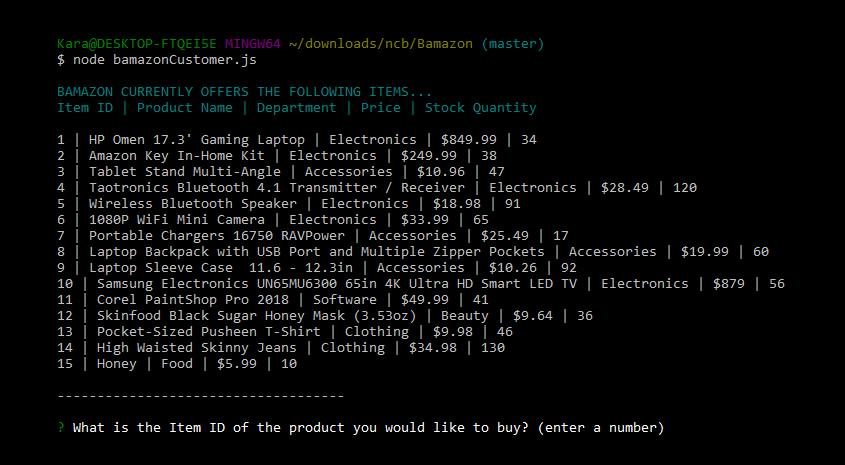 Kara@DESKTOP-FTQEI5E MINGW64 ~/downloads/ncb/Bamazon (master)
$ node bamazonCustomer.js
BAMAZON CURRENTLY OFFERS THE FOLLOWING ITEMS...
Item ID | Product Name | Department | Price | Stock Quantity
1 | HP Omen 17.3' Gaming Laptop | Electronics | $849.99 | 34
2 | Amazon Key In-Home Kit | Electronics | $249.99 | 38
3 | Tablet Stand Multi-Angle | Accessories | $10.96 | 47
4 | Taotronics Bluetooth 4.1 Transmitter / Receiver | Electronics | $28.49 | 120
5 | Wireless Bluetooth Speaker | Electronics | $18.98 | 91
6 | 1080P WiFi Mini Camera | Electronics | $33.99 | 65
7 | Portable Chargers 16750 RAVPower | Accessories | $25.49 | 17
8 | Laptop Backpack with USB Port and Multiple Zipper Pockets | Accessories | $19.99 | 60
9 | Laptop Sleeve Case  11.6 - 12.3in | Accessories | $10.26 | 92
10 | Samsung Electronics UN65MU6300 65in 4K Ultra HD Smart LED TV | Electronics | $879 | 56
11 | Corel PaintShop Pro 2018 | Software | $49.99 | 41
12 | Skinfood Black Sugar Honey Mask (3.53oz) | Beauty | $9.64 | 36
13 | Pocket-Sized Pusheen T-Shirt | Clothing | $9.98 | 46
14 | High Waisted Skinny Jeans | Clothing | $34.98 | 130
15 | Honey | Food | $5.99 | 10
------------------------------------
? What is the Item ID of the product you would like to buy? (enter a number)